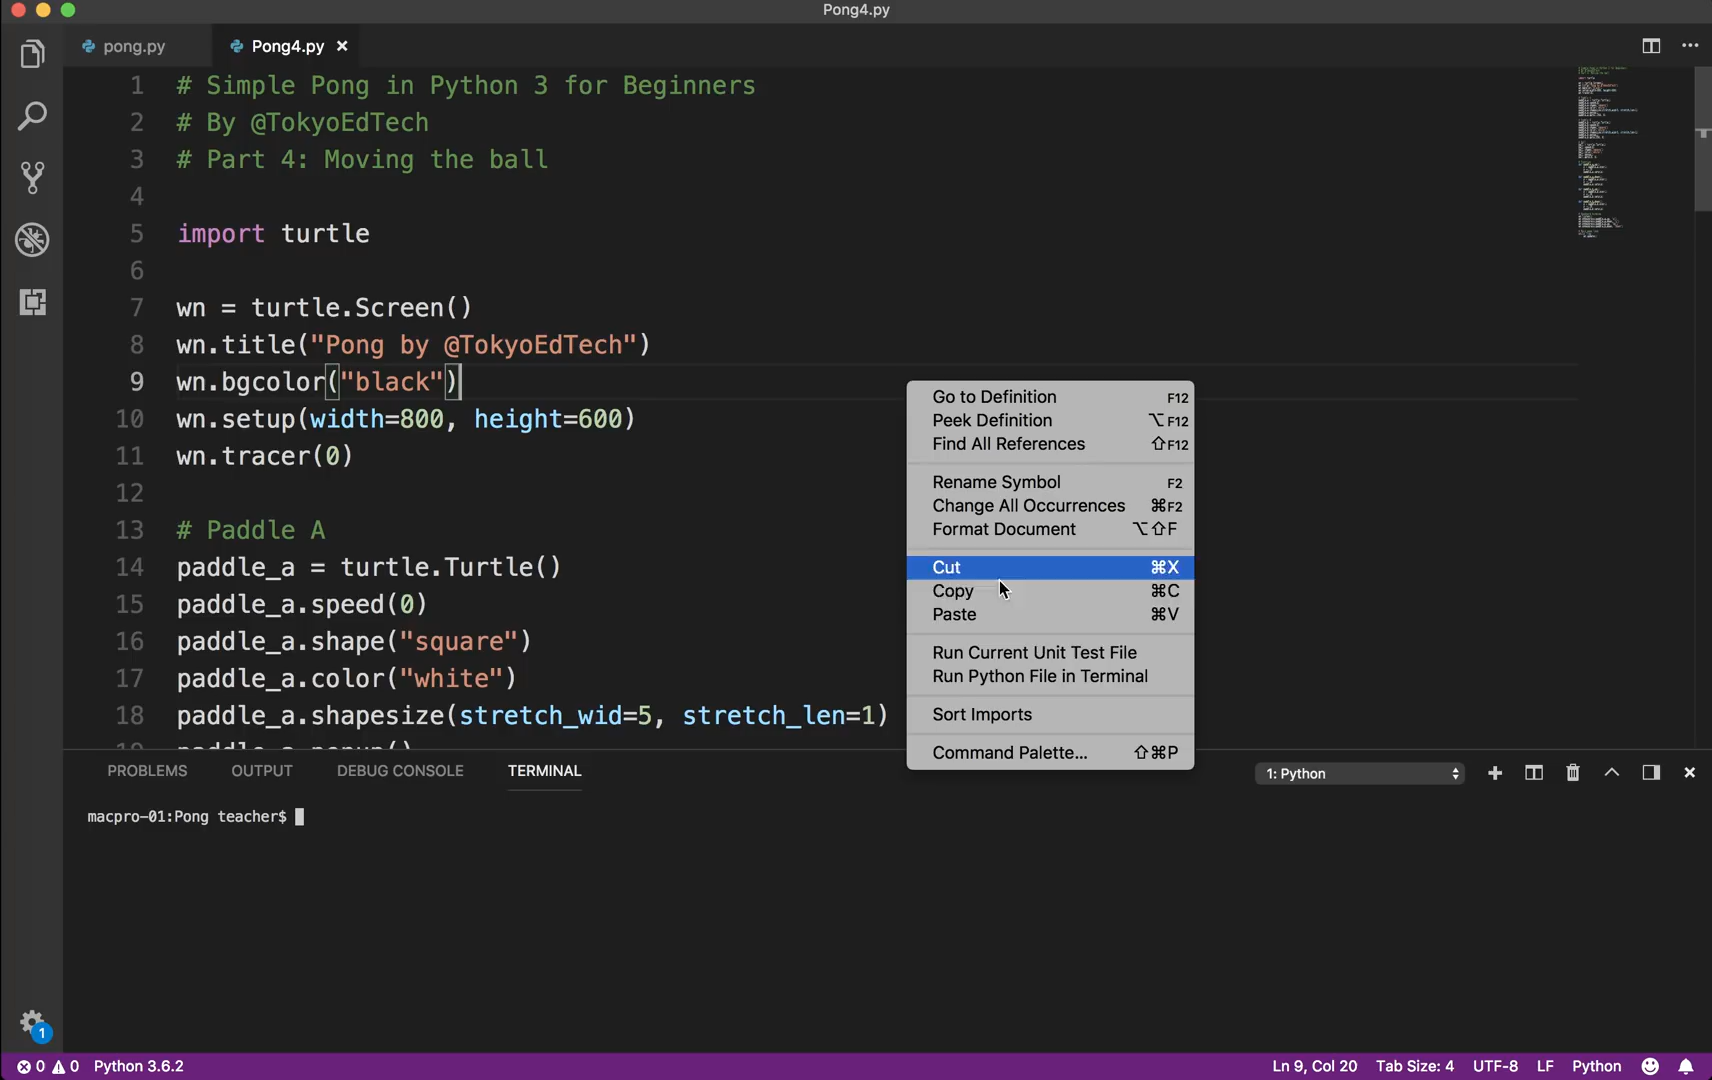 Pong4.py
pong.py
Pong4.py
1 # Simple Pong in Python 3 for Beginners
2 # By @TokyoEdTech
3 # Part 4: Moving the ball
4
5 import turtle
6
7 wn = turtle.Screen()
8 wn.title("Pong by @TokyoEdTech")
9 wn.bgcolor("black")
10 wn.setup(width=800, height=600)
11 wn.tracer(0)
12
13 # Paddle A
14 paddle_a = turtle.Turtle()
15 paddle_a.speed(0)
16 paddle_a.shape("square")
17 paddle_a.color("white")
18 paddle_a.shapesize(stretch_wid=5, stretch_len=1)
Go to Definition F12
Peek Definition ⌥F12
Find All References ⇧F12
Rename Symbol F2
Change All Occurrences ⌘F2
Format Document ⌥⇧F
Cut ⌘X
Copy ⌘C
Paste ⌘V
Run Current Unit Test File
Run Python File in Terminal
Sort Imports
Command Palette... ⇧⌘P
PROBLEMS OUTPUT DEBUG CONSOLE TERMINAL 1: Python
macpro-01:Pong teacher$
1
0 0 Python 3.6.2 Ln 9, Col 20 Tab Size: 4 UTF-8 LF Python